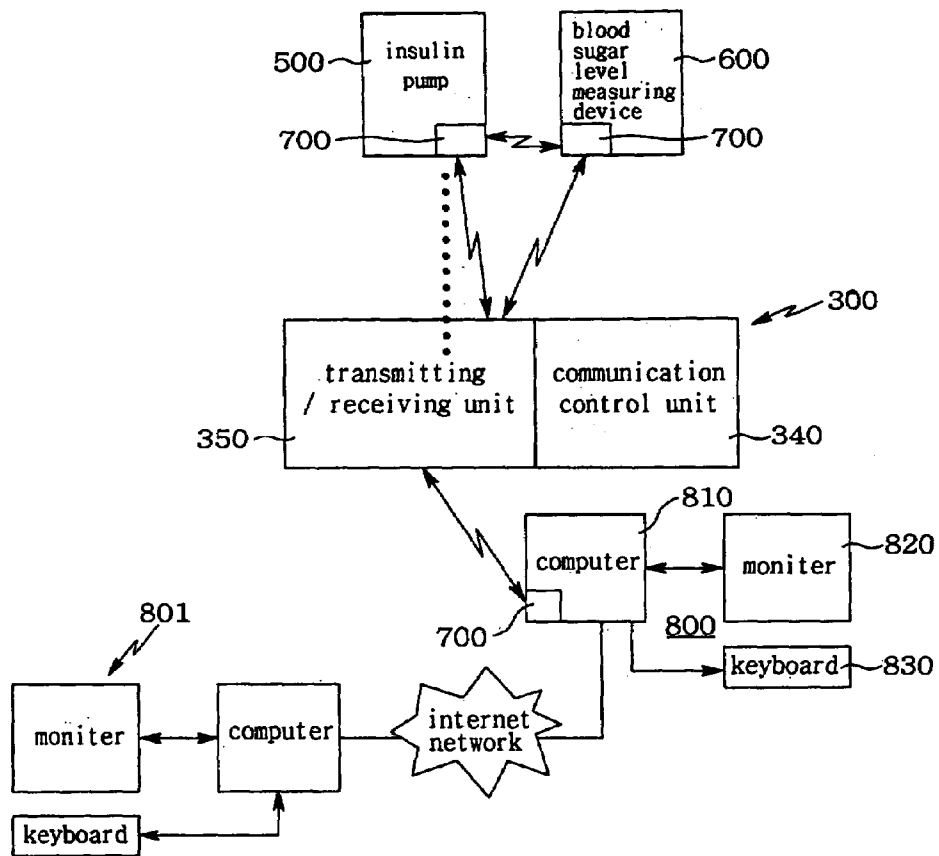 500
insulin
pump
blood
sugar
level
measuring
device
600
700
700
300
transmitting
/ receiving unit
communication
control unit
350
340
810
computer
moniter
820
700
800
keyboard
830
801
moniter
computer
internet
network
keyboard